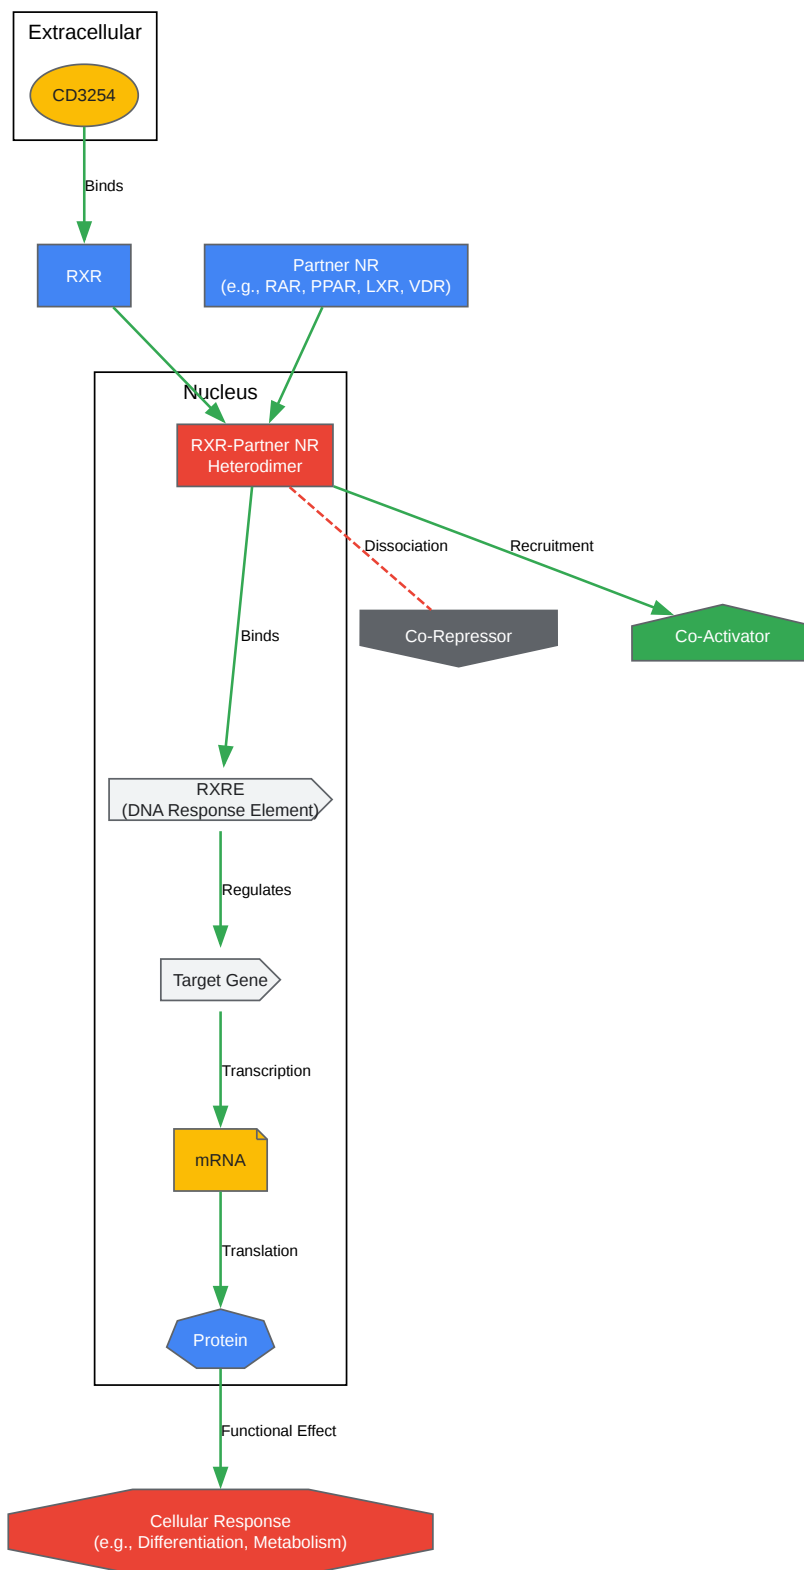 Extracellular
CD3254
Binds
RXR
Partner NR
(e.g., RAR, PPAR, LXR, VDR)
Nucleus
RXR-Partner NR
Heterodimer
Dissociation
Recruitment
Binds
Co-Repressor
Co-Activator
RXRE
(DNA Response Element)
Regulates
Target Gene
Transcription
mRNA
Translation
Protein
Functional Effect
Cellular Response
(e.g., Differentiation, Metabolism)